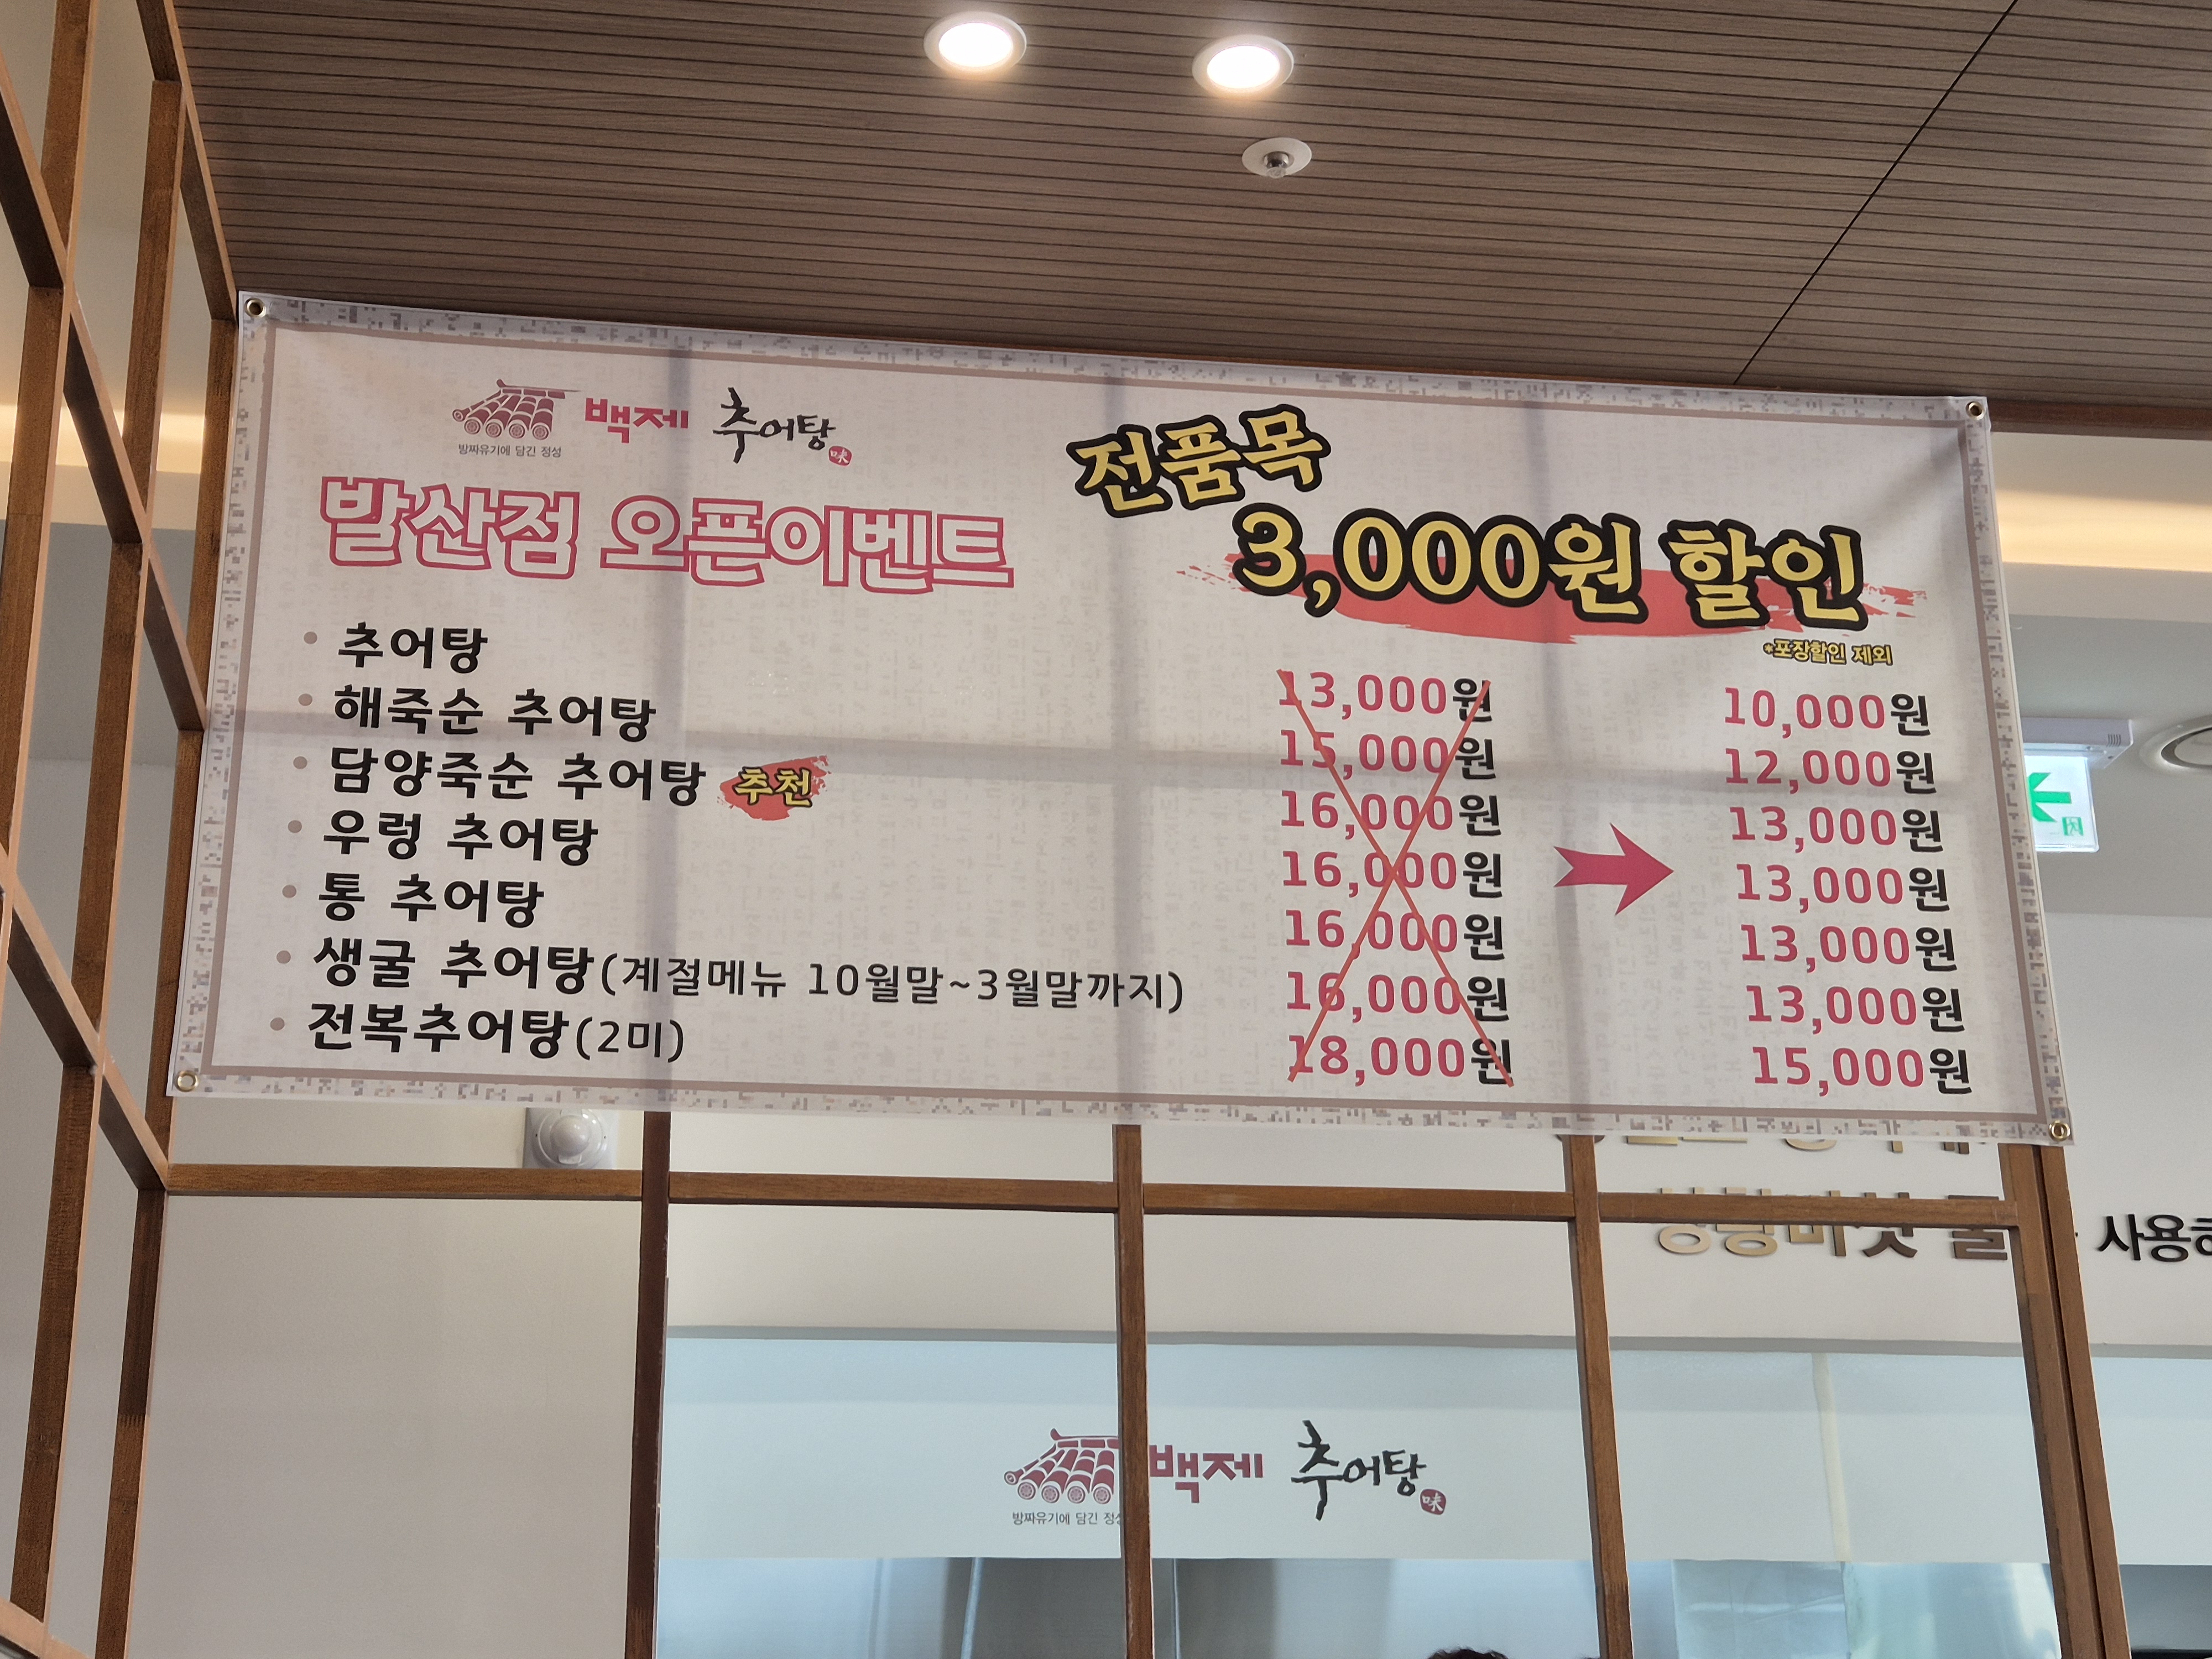 백제 추어탕 味
방짜유기에 담긴 정성
발산점 오픈이벤트
전품목
3,000원 할인
*포장할인 제외
• 추어탕 13,000원 10,000원
• 해죽순 추어탕 15,000원 12,000원
• 담양죽순 추어탕 추천 16,000원 13,000원
• 우렁 추어탕 16,000원 13,000원
• 통 추어탕 16,000원 13,000원
• 생굴 추어탕(계절메뉴 10월말~3월말까지) 16,000원 13,000원
• 전복추어탕(2미) 18,000원 15,000원
백제 추어탕 味
방짜유기에 담긴